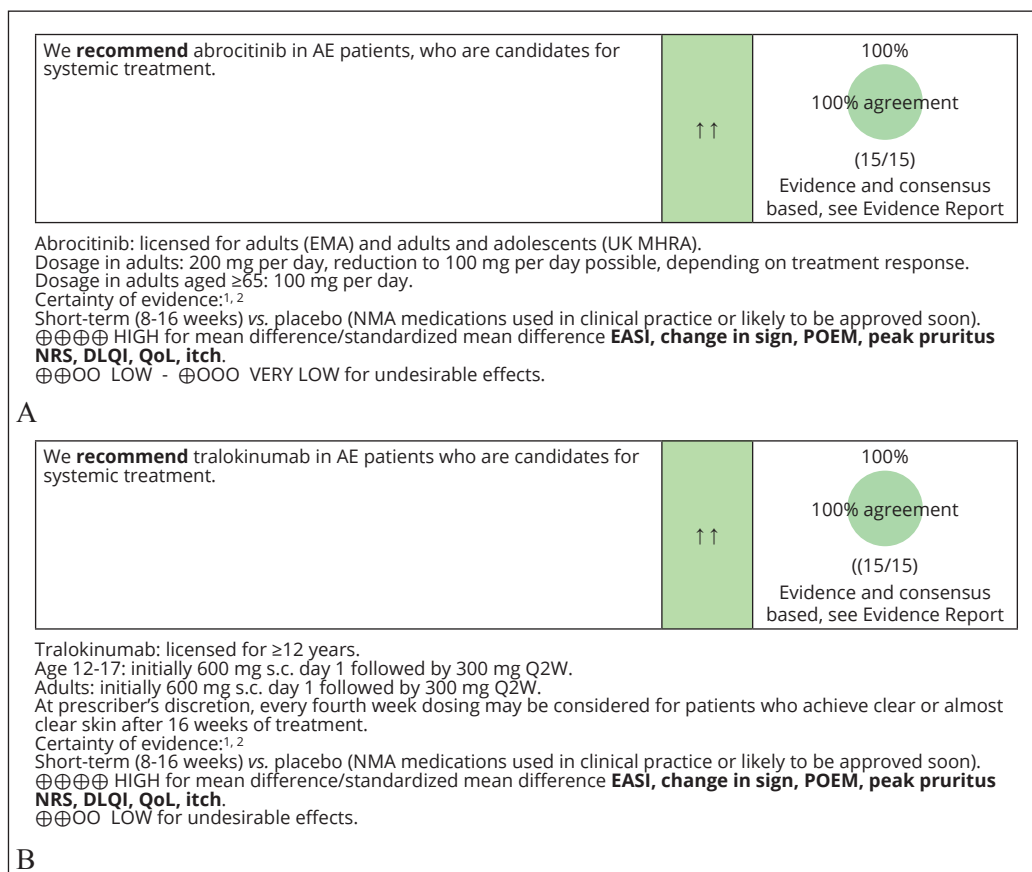 We recommend abrocitinib in AE patients, who are candidates for
systemic treatment.
↑↑
100%
100% agreement
(15/15)
Evidence and consensus
based, see Evidence Report
Abrocitinib: licensed for adults (EMA) and adults and adolescents (UK MHRA).
Dosage in adults: 200 mg per day, reduction to 100 mg per day possible, depending on treatment response.
Dosage in adults aged ≥65: 100 mg per day.
Certainty of evidence:1, 2
Short-term (8-16 weeks) vs. placebo (NMA medications used in clinical practice or likely to be approved soon).
⊕⊕⊕⊕ HIGH for mean difference/standardized mean difference EASI, change in sign, POEM, peak pruritus
NRS, DLQI, QoL, itch.
⊕⊕OO LOW - ⊕OOO VERY LOW for undesirable effects.
A
We recommend tralokinumab in AE patients who are candidates for
systemic treatment.
↑↑
100%
100% agreement
((15/15)
Evidence and consensus
based, see Evidence Report
Tralokinumab: licensed for ≥12 years.
Age 12-17: initially 600 mg s.c. day 1 followed by 300 mg Q2W.
Adults: initially 600 mg s.c. day 1 followed by 300 mg Q2W.
At prescriber's discretion, every fourth week dosing may be considered for patients who achieve clear or almost
clear skin after 16 weeks of treatment.
Certainty of evidence:1, 2
Short-term (8-16 weeks) vs. placebo (NMA medications used in clinical practice or likely to be approved soon).
⊕⊕⊕⊕ HIGH for mean difference/standardized mean difference EASI, change in sign, POEM, peak pruritus
NRS, DLQI, QoL, itch.
⊕⊕OO LOW for undesirable effects.
B